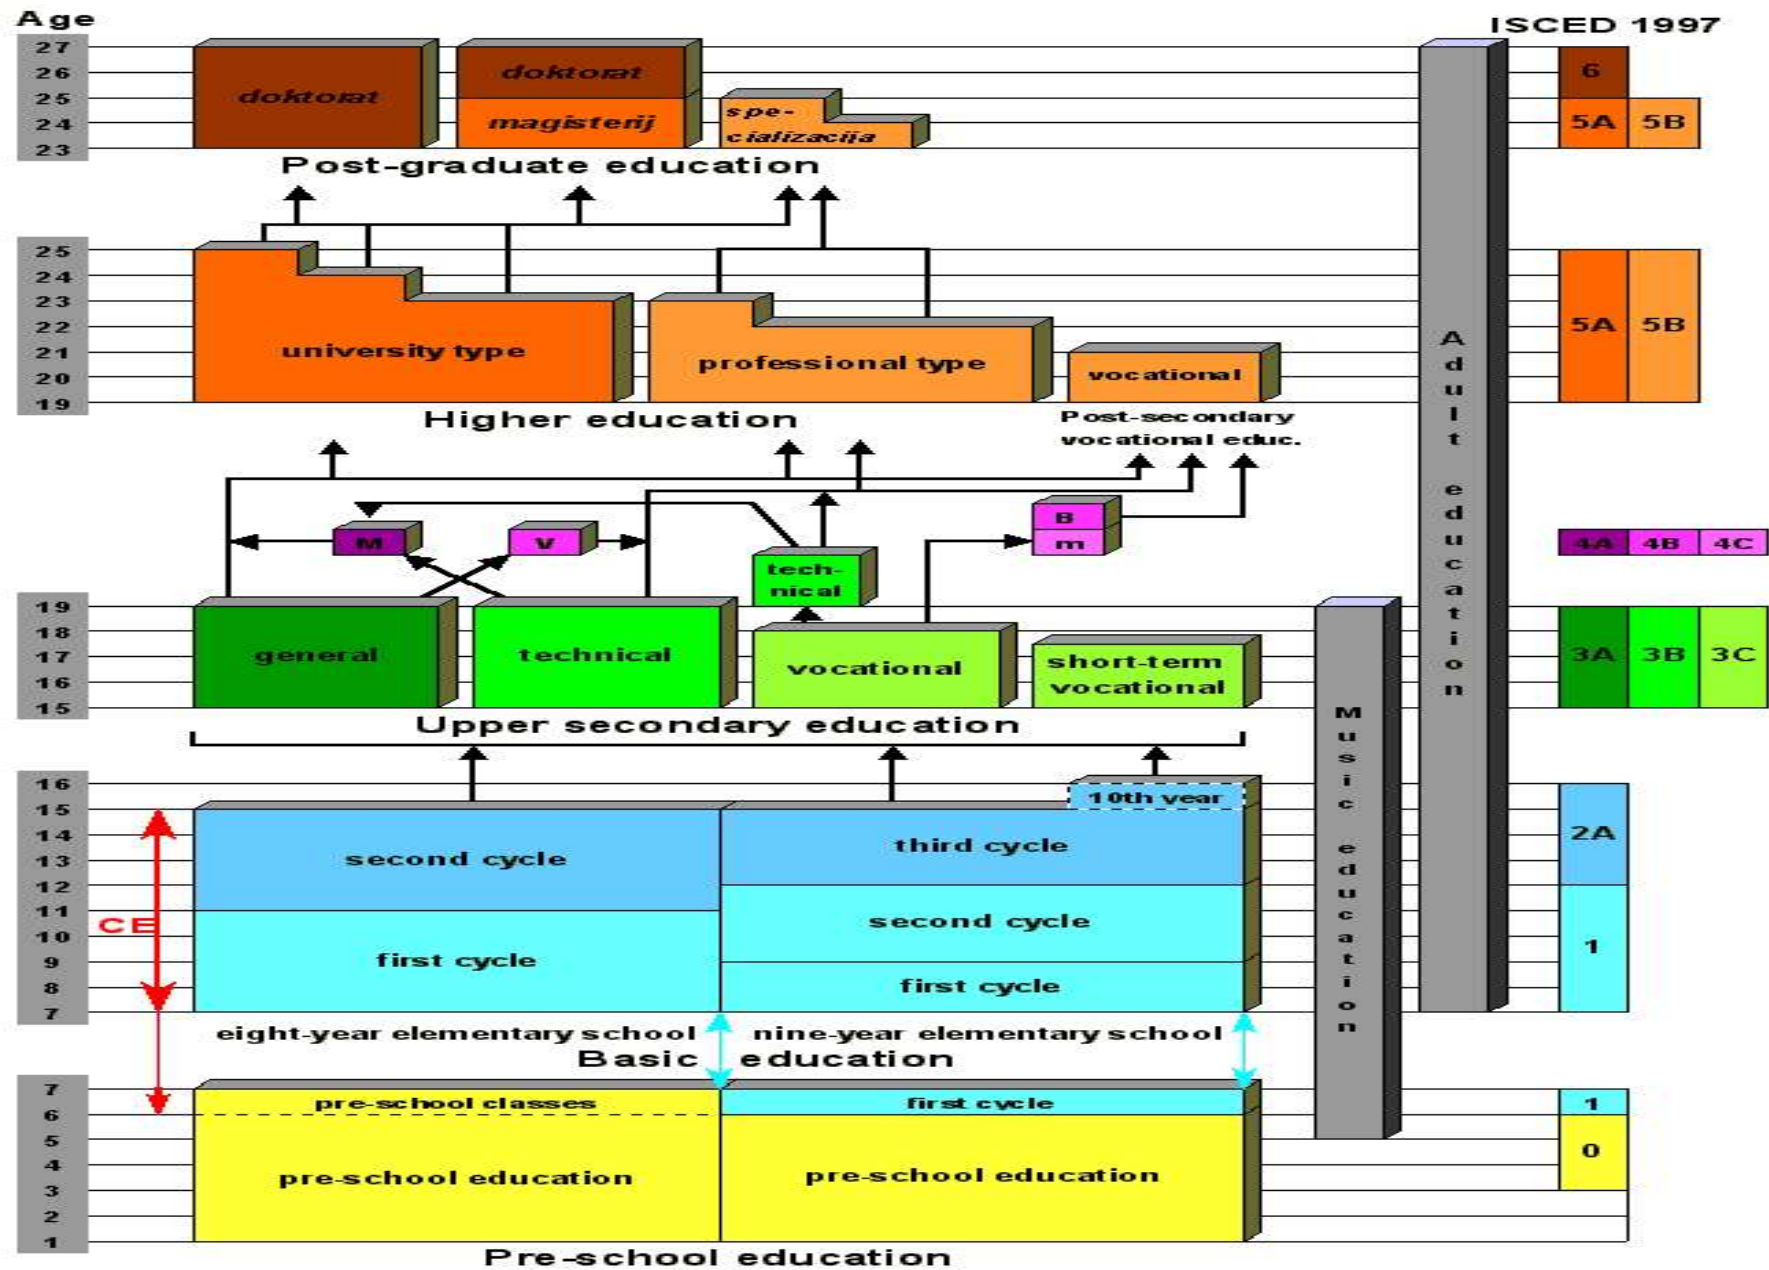 Age
ISCED 1997
27
26
25
24
23
doktorat
doktorat
magisterij
spe-
cializacija
6
5A 5B
Post-graduate education
25
24
23
22
21
20
19
university type
professional type
vocational
5A 5B
Higher education
Post-secondary
vocational educ.
M
V
B
m
tech-
nical
4A 4B 4C
19
18
17
16
15
general
technical
vocational
short-term
vocational
3A 3B 3C
Upper secondary education
16
15
14
13
12
11
10
9
8
7
CE
second cycle
first cycle
10th year
third cycle
second cycle
first cycle
2A
1
eight-year elementary school
nine-year elementary school
Basic education
7
6
5
4
3
2
1
pre-school classes
first cycle
pre-school education
pre-school education
1
0
Pre-school education
Music education
Adult education